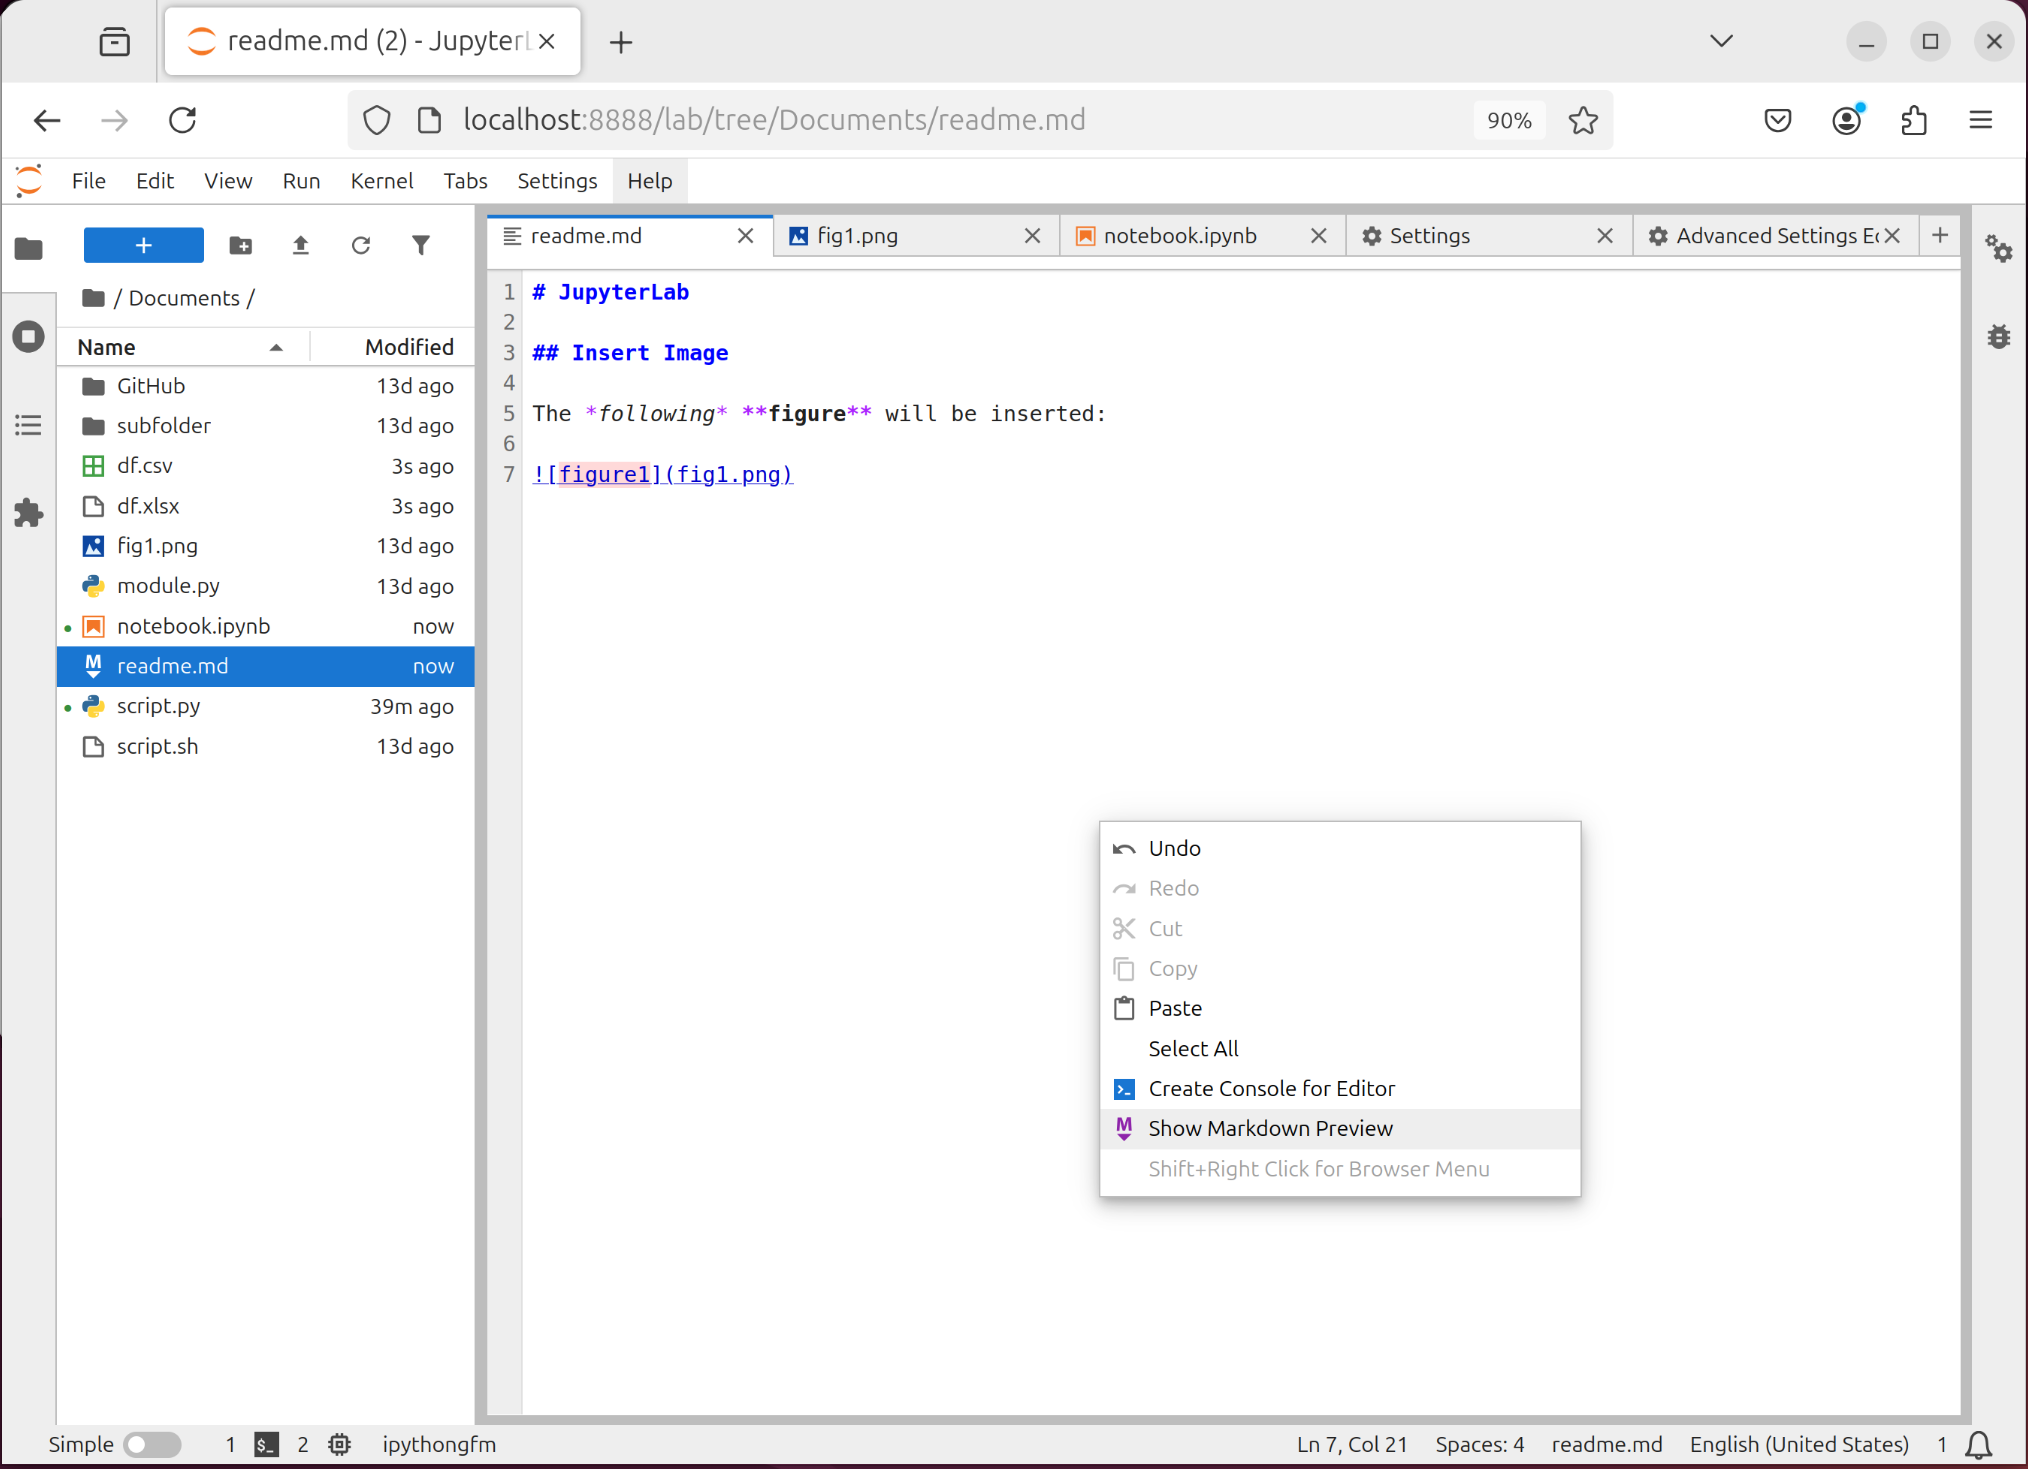 readme.md (2) - JupyterL
localhost:8888/lab/tree/Documents/readme.md
90%
File Edit View Run Kernel Tabs Settings Help
readme.md fig1.png notebook.ipynb Settings Advanced Settings Ec
/ Documents /
Name Modified
GitHub 13d ago
subfolder 13d ago
df.csv 3s ago
df.xlsx 3s ago
fig1.png 13d ago
module.py 13d ago
notebook.ipynb now
readme.md now
script.py 39m ago
script.sh 13d ago
1 # JupyterLab
2
3 ## Insert Image
4
5 The *following* **figure** will be inserted:
6
7 ![figure1](fig1.png)
Undo
Redo
Cut
Copy
Paste
Select All
Create Console for Editor
Show Markdown Preview
Shift+Right Click for Browser Menu
Simple 1 $_ 2 ipythongfm Ln 7, Col 21 Spaces: 4 readme.md English (United States) 1